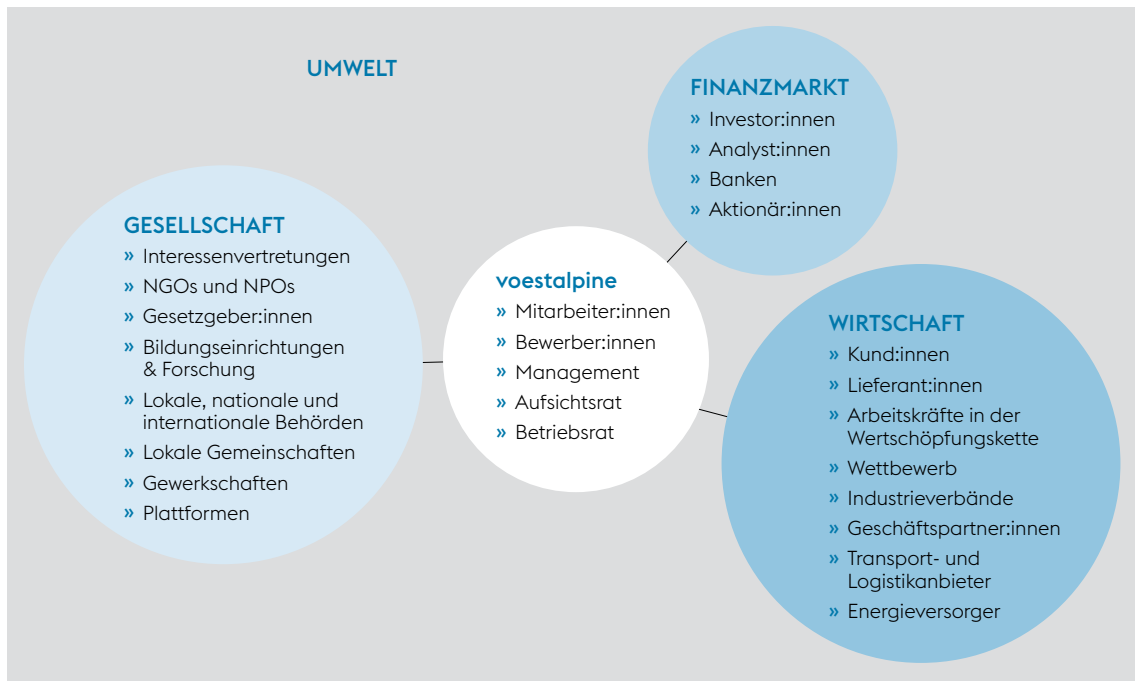 UMWELT
FINANZMARKT
» Investor:innen
» Analyst:innen
» Banken
» Aktionär:innen
GESELLSCHAFT
» Interessenvertretungen
» NGOs und NPOs
» Gesetzgeber:innen
» Bildungseinrichtungen
& Forschung
» Lokale, nationale und
internationale Behörden
» Lokale Gemeinschaften
» Gewerkschaften
» Plattformen
voestalpine
» Mitarbeiter:innen
» Bewerber:innen
» Management
» Aufsichtsrat
» Betriebsrat
WIRTSCHAFT
» Kund:innen
» Lieferant:innen
» Arbeitskräfte in der
Wertschöpfungskette
» Wettbewerb
» Industrieverbände
» Geschäftspartner:innen
» Transport- und
Logistikanbieter
» Energieversorger